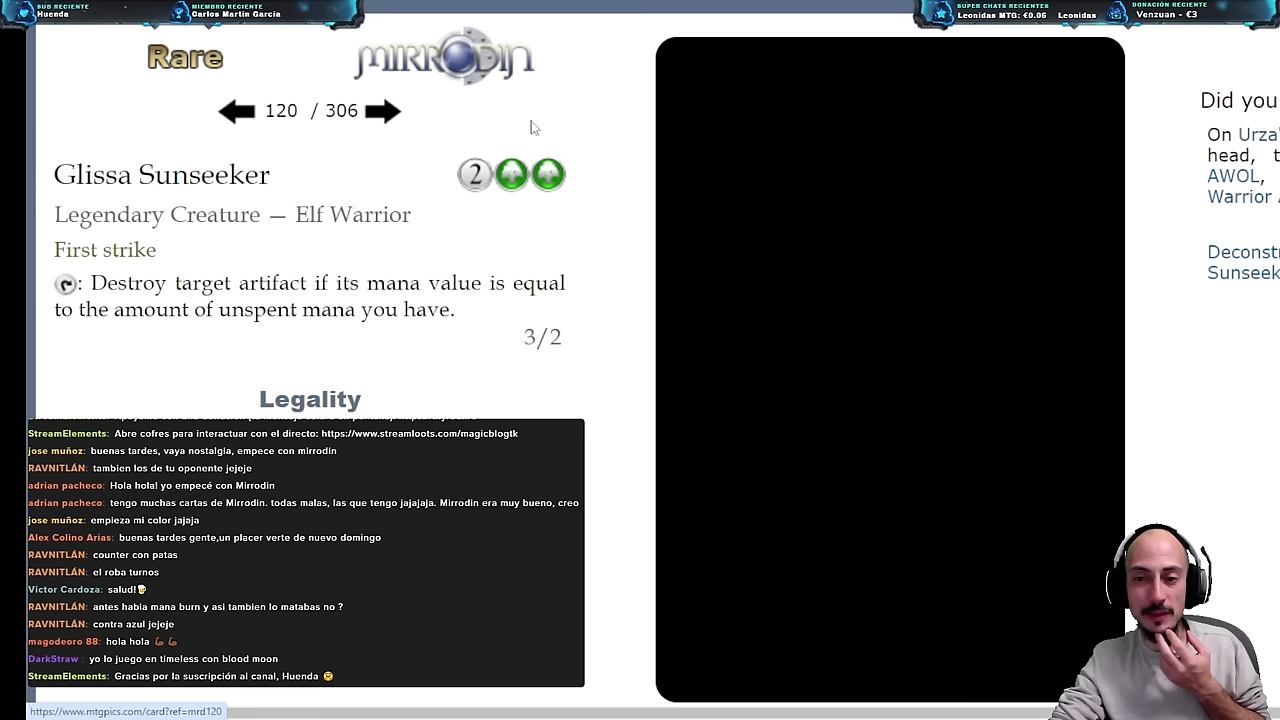 SUB RECIENTE
Huenda
MIEMBRO RECIENTE
Carlos Martin Garcia
SUPER CHATS RECIENTES
Leonidas MTG: €0.05 Leonidas
DONACIÓN RECIENTE
Venzuan - €3
Rare
MIRRODIN
120 / 306
Glissa Sunseeker
2
Legendary Creature — Elf Warrior
First strike
: Destroy target artifact if its mana value is equal
to the amount of unspent mana you have.
3/2
Legality
StreamElements: Abre cofres para interactuar con el directo: https://www.streamloots.com/magicblogtk
jose muñoz: buenas tardes, vaya nostalgia, empece con mirrodin
RAVNITLÁN: tambien los de tu oponente jejeje
adrian pacheco: Hola hola! yo empecé con Mirrodin
adrian pacheco: tengo muchas cartas de Mirrodin. todas malas, las que tengo jajajaja. Mirrodin era muy bueno, creo
jose muñoz: empieza mi color jajaja
Alex Colino Arias: buenas tardes gente,un placer verte de nuevo domingo
RAVNITLÁN: counter con patas
RAVNITLÁN: el roba turnos
Victor Cardoza: salud!🍺
RAVNITLÁN: antes habia mana burn y asi tambien lo matabas no ?
RAVNITLÁN: contra azul jejeje
magodeoro 88: hola hola 💪🏾 💪🏾
DarkStraw : yo lo juego en timeless con blood moon
StreamElements: Gracias por la suscripción al canal, Huenda 🤗
https://www.mtgpics.com/card?ref=mrd120
Did you
On Urza'
head, t
AWOL,
Warrior
Deconst
Sunseek